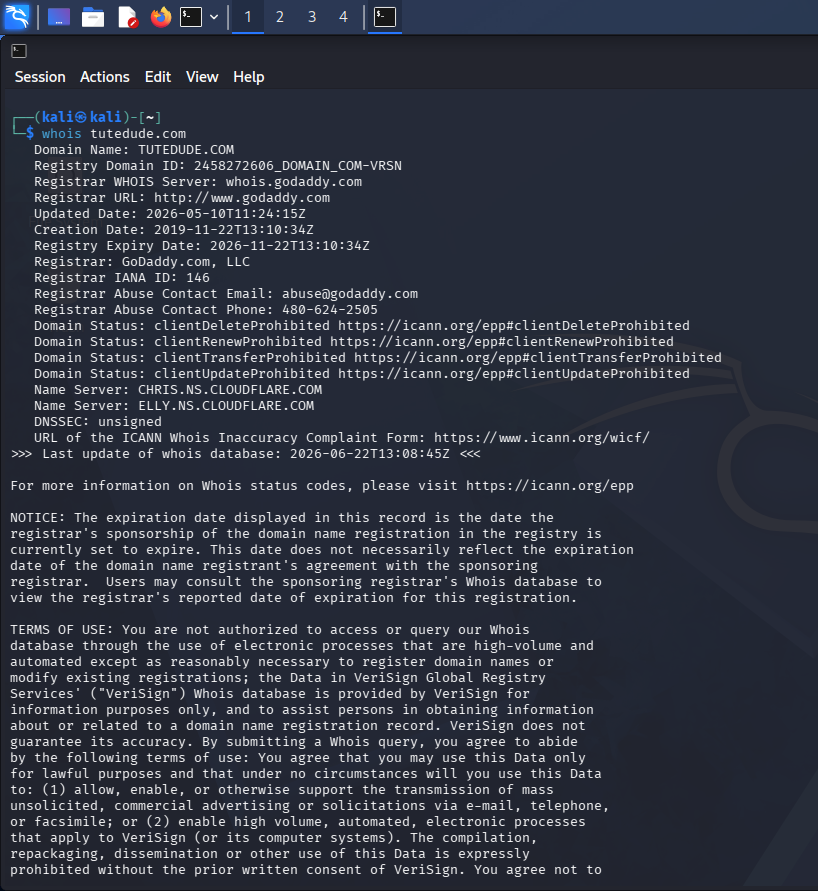 1 2 3 4
Session Actions Edit View Help
┌──(kali㉿kali)-[~]
└─$ whois tutedude.com
Domain Name: TUTEDUDE.COM
Registry Domain ID: 2458272606_DOMAIN_COM-VRSN
Registrar WHOIS Server: whois.godaddy.com
Registrar URL: http://www.godaddy.com
Updated Date: 2026-05-10T11:24:15Z
Creation Date: 2019-11-22T13:10:34Z
Registry Expiry Date: 2026-11-22T13:10:34Z
Registrar: GoDaddy.com, LLC
Registrar IANA ID: 146
Registrar Abuse Contact Email: abuse@godaddy.com
Registrar Abuse Contact Phone: 480-624-2505
Domain Status: clientDeleteProhibited https://icann.org/epp#clientDeleteProhibited
Domain Status: clientRenewProhibited https://icann.org/epp#clientRenewProhibited
Domain Status: clientTransferProhibited https://icann.org/epp#clientTransferProhibited
Domain Status: clientUpdateProhibited https://icann.org/epp#clientUpdateProhibited
Name Server: CHRIS.NS.CLOUDFLARE.COM
Name Server: ELLY.NS.CLOUDFLARE.COM
DNSSEC: unsigned
URL of the ICANN Whois Inaccuracy Complaint Form: https://www.icann.org/wicf/
>>> Last update of whois database: 2026-06-22T13:08:45Z <<<
For more information on Whois status codes, please visit https://icann.org/epp
NOTICE: The expiration date displayed in this record is the date the
registrar's sponsorship of the domain name registration in the registry is
currently set to expire. This date does not necessarily reflect the expiration
date of the domain name registrant's agreement with the sponsoring
registrar.  Users may consult the sponsoring registrar's Whois database to
view the registrar's reported date of expiration for this registration.
TERMS OF USE: You are not authorized to access or query our Whois
database through the use of electronic processes that are high-volume and
automated except as reasonably necessary to register domain names or
modify existing registrations; the Data in VeriSign Global Registry
Services' ("VeriSign") Whois database is provided by VeriSign for
information purposes only, and to assist persons in obtaining information
about or related to a domain name registration record. VeriSign does not
guarantee its accuracy. By submitting a Whois query, you agree to abide
by the following terms of use: You agree that you may use this Data only
for lawful purposes and that under no circumstances will you use this Data
to: (1) allow, enable, or otherwise support the transmission of mass
unsolicited, commercial advertising or solicitations via e-mail, telephone,
or facsimile; or (2) enable high volume, automated, electronic processes
that apply to VeriSign (or its computer systems). The compilation,
repackaging, dissemination or other use of this Data is expressly
prohibited without the prior written consent of VeriSign. You agree not to